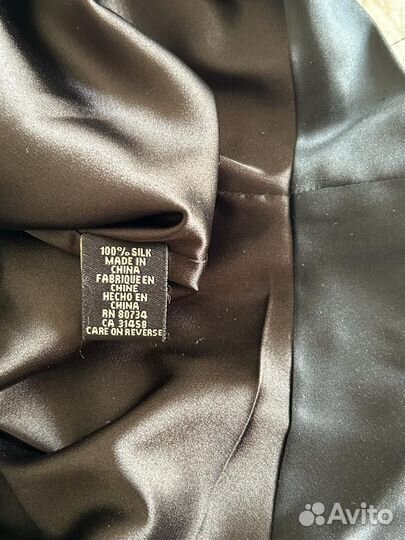 100% SILK
MADE IN
CHINA
FABRIQUE EN
CHINE
HECHO EN
CHINA
RN 80734
CA 31458
CARE ON REVERSE
Avito